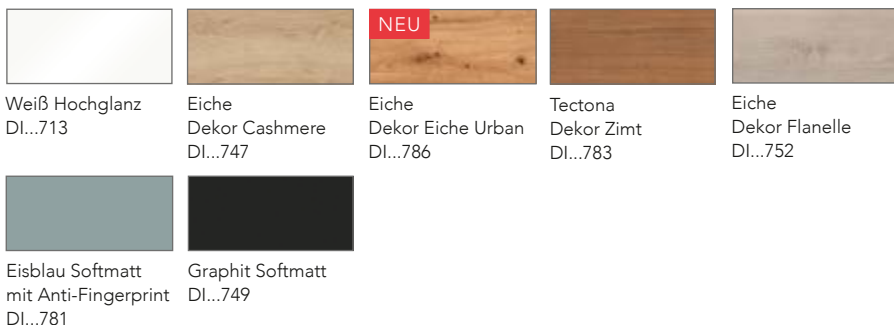 Weiß Hochglanz
DI...713
Eiche
Dekor Cashmere
DI...747
NEU
Eiche
Dekor Eiche Urban
DI...786
Tectona
Dekor Zimt
DI...783
Eiche
Dekor Flanelle
DI...752
Eisblau Softmatt
mit Anti-Fingerprint
DI...781
Graphit Softmatt
DI...749